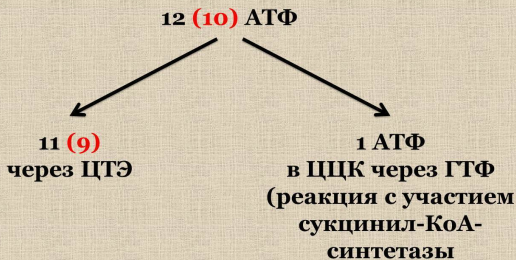 12 (10) АТФ
11 (9)
через ЦТЭ
1 АТФ
в ЦЦК через ГТФ
(реакция с участием
сукцинил-КоА-
синтетазы